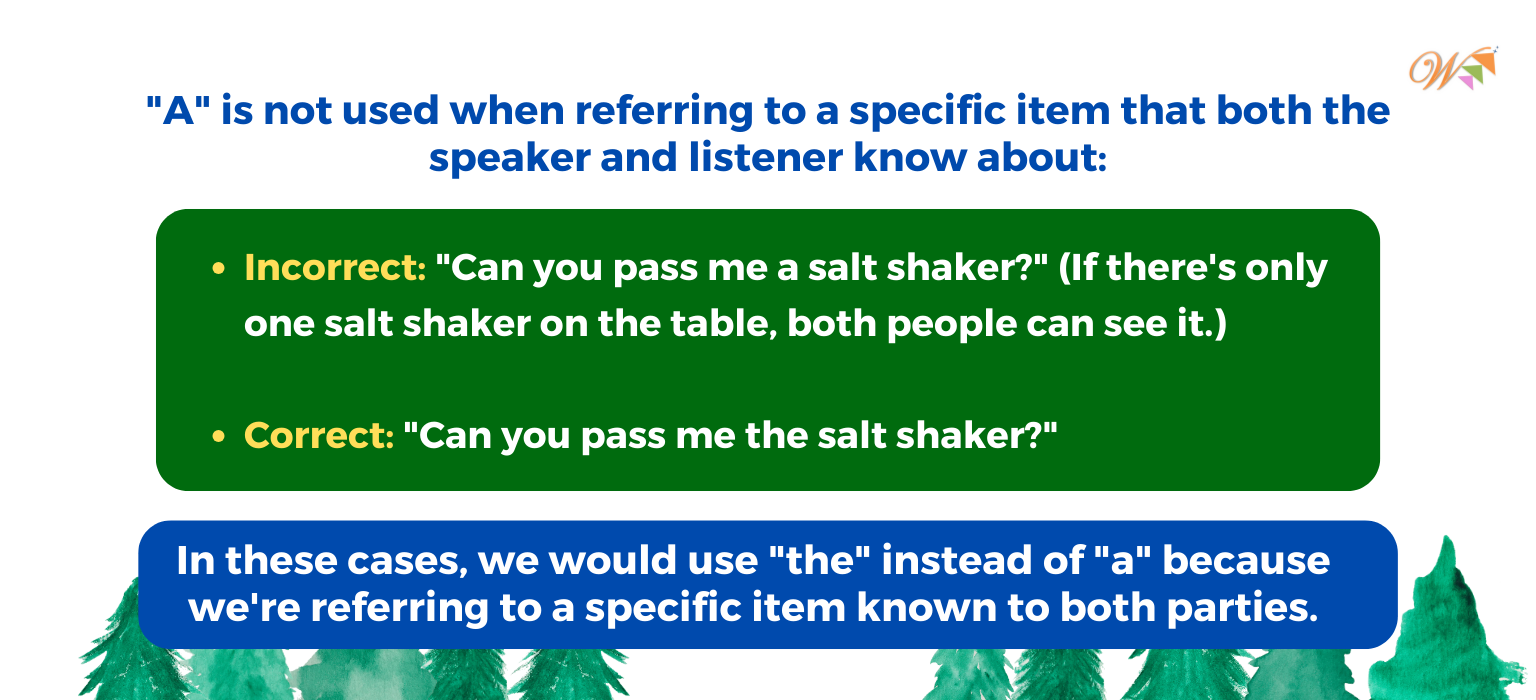 "A" is not used when referring to a specific item that both the
speaker and listener know about:
• Incorrect: "Can you pass me a salt shaker?" (If there's only
one salt shaker on the table, both people can see it.)
• Correct: "Can you pass me the salt shaker?"
In these cases, we would use "the" instead of "a" because
we're referring to a specific item known to both parties.
W